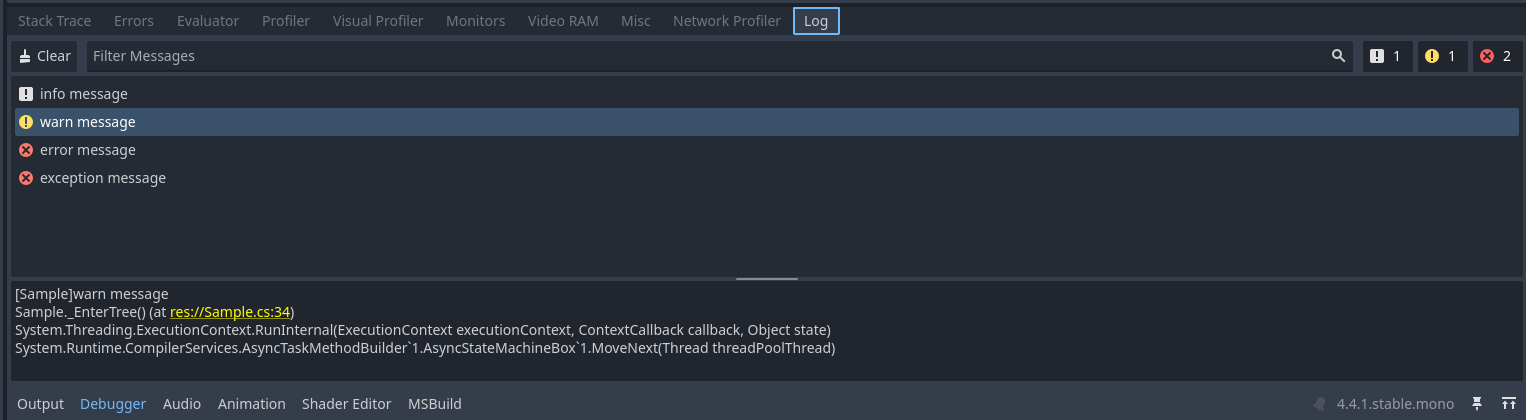 Stack Trace Errors Evaluator Profiler Visual Profiler Monitors Video RAM Misc Network Profiler Log
Clear Filter Messages 1 1 2
info message
warn message
error message
exception message
[Sample]warn message
Sample._EnterTree() (at res://Sample.cs:34)
System.Threading.ExecutionContext.RunInternal(ExecutionContext executionContext, ContextCallback callback, Object state)
System.Runtime.CompilerServices.AsyncTaskMethodBuilder`1.AsyncStateMachineBox`1.MoveNext(Thread threadPoolThread)
Output Debugger Audio Animation Shader Editor MSBuild 4.4.1.stable.mono